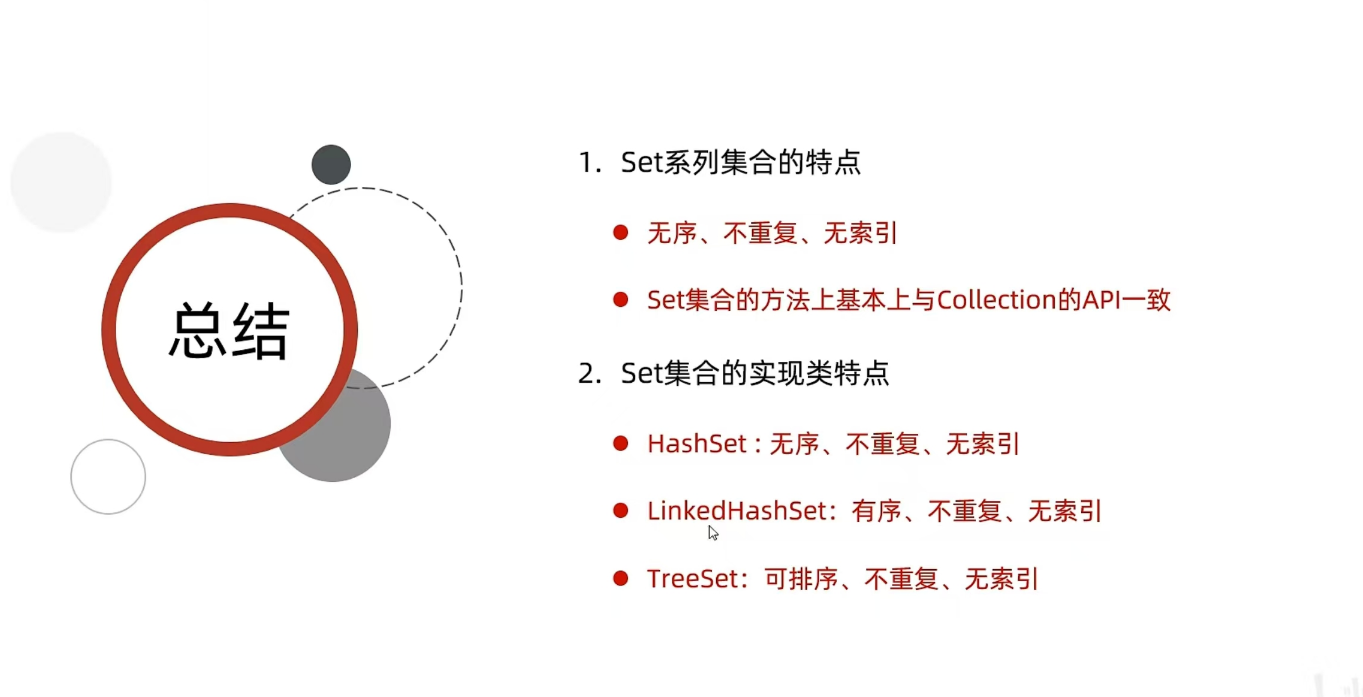 总结
1. Set系列集合的特点
无序、不重复、无索引
Set集合的方法上基本上与Collection的API一致
2. Set集合的实现类特点
HashSet : 无序、不重复、无索引
LinkedHashSet：有序、不重复、无索引
TreeSet：可排序、不重复、无索引